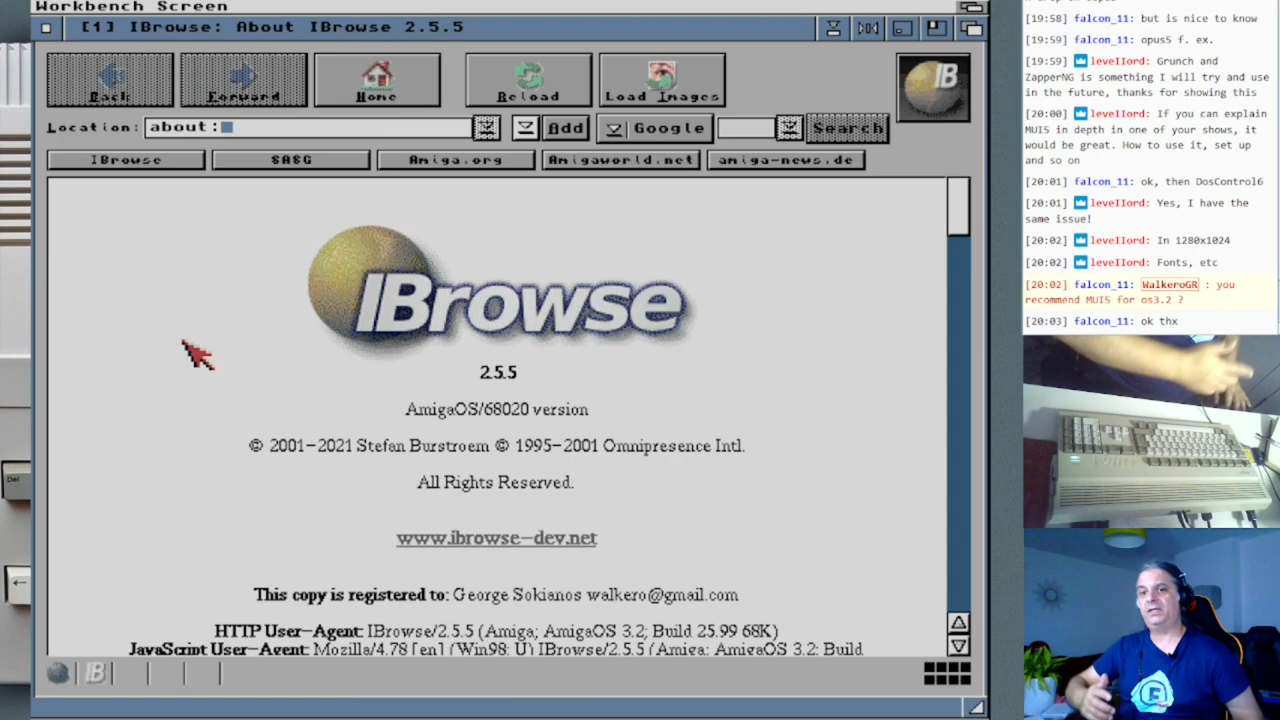 Workbench Screen
[1] IBrowse: About IBrowse 2.5.5
Back
Forward
Home
Reload
Load Images
IB
Location:
about:
Add
Google
Search
IBrowse
SASG
Amiga.org
Amigaworld.net
amiga-news.de
IBrowse
2.5.5
AmigaOS/68020 version
© 2001-2021 Stefan Burstroem © 1995-2001 Omnipresence Intl.
All Rights Reserved.
www.ibrowse-dev.net
This copy is registered to: George Sokianos walkero@gmail.com
HTTP User-Agent: IBrowse/2.5.5 (Amiga; AmigaOS 3.2; Build 25.99 68K)
JavaScript User-Agent: Mozilla/4.78 [en] (Win98; U) IBrowse/2.5.5 (Amiga; AmigaOS 3.2; Build
IB
Del
[19:58] falcon_11: but is nice to know
[19:59] falcon_11: opus5 f. ex.
[19:59] levelIord: Grunch and
ZapperNG is something I will try and use
in the future, thanks for showing this
[20:00] levelIord: If you can explain
MUI5 in depth in one of your shows, it
would be great. How to use it, set up
and so on
[20:01] falcon_11: ok, then DosControl6
[20:01] levelIord: Yes, I have the
same issue!
[20:02] levelIord: In 1280x1024
[20:02] levelIord: Fonts, etc
[20:02] falcon_11: WalkeroGR : you
recommend MUI5 for os3.2 ?
[20:03] falcon_11: ok thx